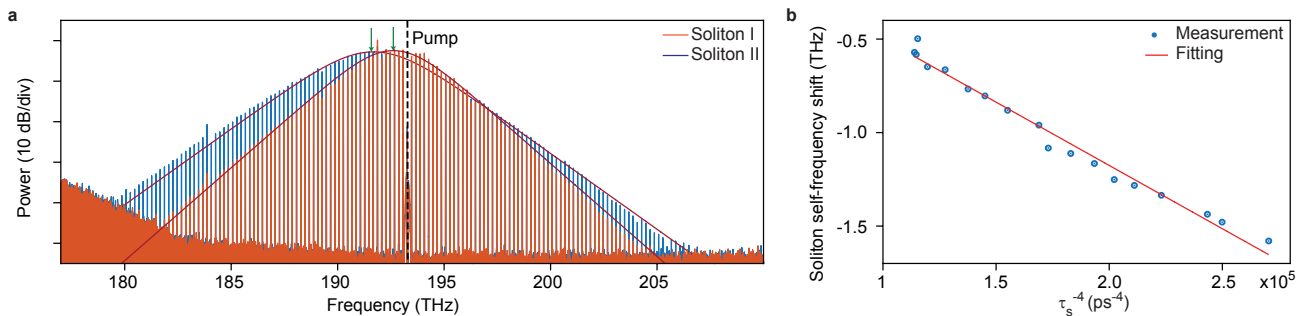 a
Power (10 dB/div)
Pump
Soliton I
Soliton II
180 185 190 195 200 205
Frequency (THz)
b
Soliton self-frequency shift (THz)
-0.5
-1.0
-1.5
Measurement
Fitting
1 1.5 2.0 2.5 x10⁵
τₛ⁻⁴ (ps⁻⁴)